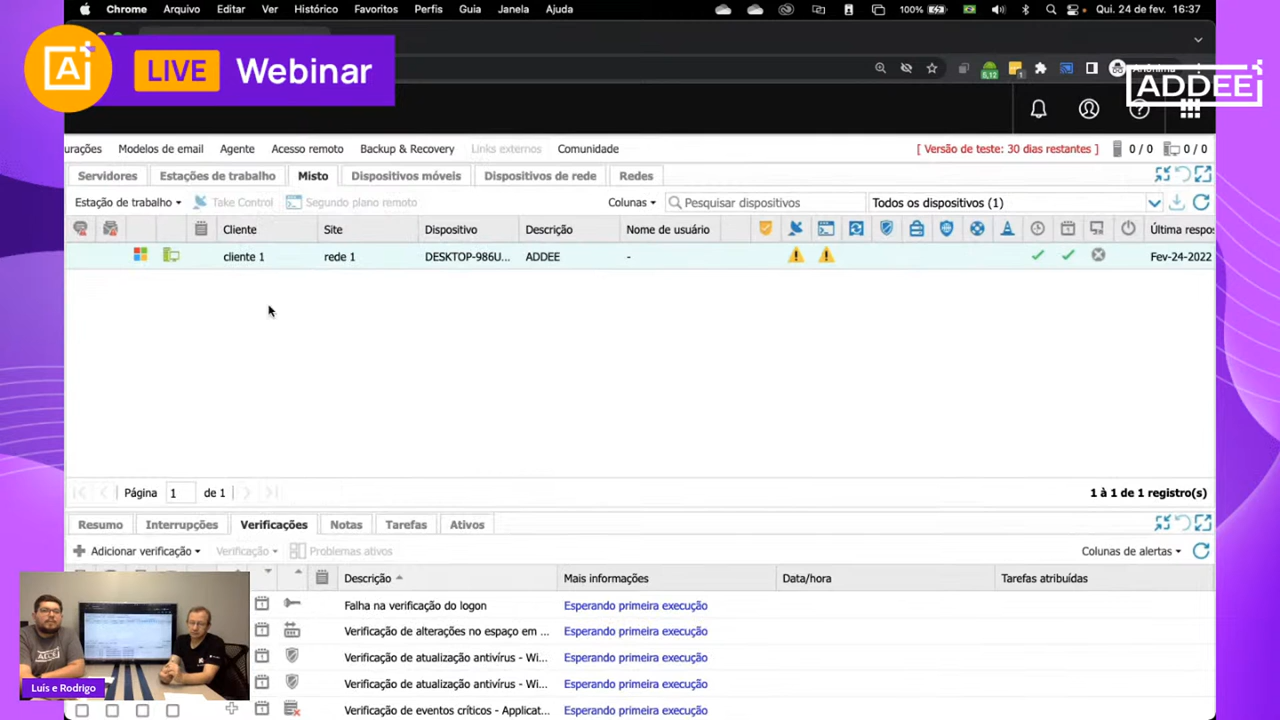 Chrome Arquivo Editar Ver Histórico Favoritos Perfis Guia Janela Ajuda 100% Qui. 24 de fev. 16:37
A LIVE Webinar
5,12 1
ADDEE
urações Modelos de email Agente Acesso remoto Backup & Recovery Links externos Comunidade [ Versão de teste: 30 dias restantes ] 0 / 0 0 / 0
Servidores Estações de trabalho Misto Dispositivos móveis Dispositivos de rede Redes
Estação de trabalho Take Control Segundo plano remoto Colunas Pesquisar dispositivos Todos os dispositivos (1)
Cliente Site Dispositivo Descrição Nome de usuário Última respos
cliente 1 rede 1 DESKTOP-986U... ADDEE - Fev-24-2022
Página 1 de 1 1 à 1 de 1 registro(s)
Resumo Interrupções Verificações Notas Tarefas Ativos
Adicionar verificação Verificação Problemas ativos Colunas de alertas
Descrição Mais informações Data/hora Tarefas atribuídas
Falha na verificação do logon Esperando primeira execução
Verificação de alterações no espaço em ... Esperando primeira execução
Verificação de atualização antivírus - Wi... Esperando primeira execução
Verificação de atualização antivírus - Wi... Esperando primeira execução
Verificação de eventos críticos - Applicat... Esperando primeira execução
Luís e Rodrigo